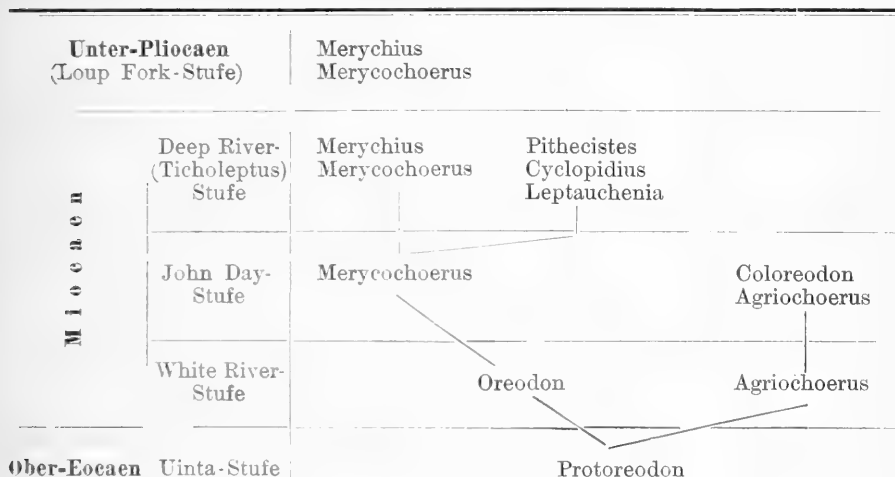 Unter-Pliocaen Merychius
(Loup Fork-Stufe) Merycochoerus
Miocaen
Deep River- Merychius Pithecistes
(Ticholeptus) Merycochoerus Cyclopidius
Stufe Leptauchenia
John Day- Merycochoerus Coloreodon
Stufe Agriochoerus
White River- Oreodon Agriochoerus
Stufe
Ober-Eocaen Uinta-Stufe Protoreodon